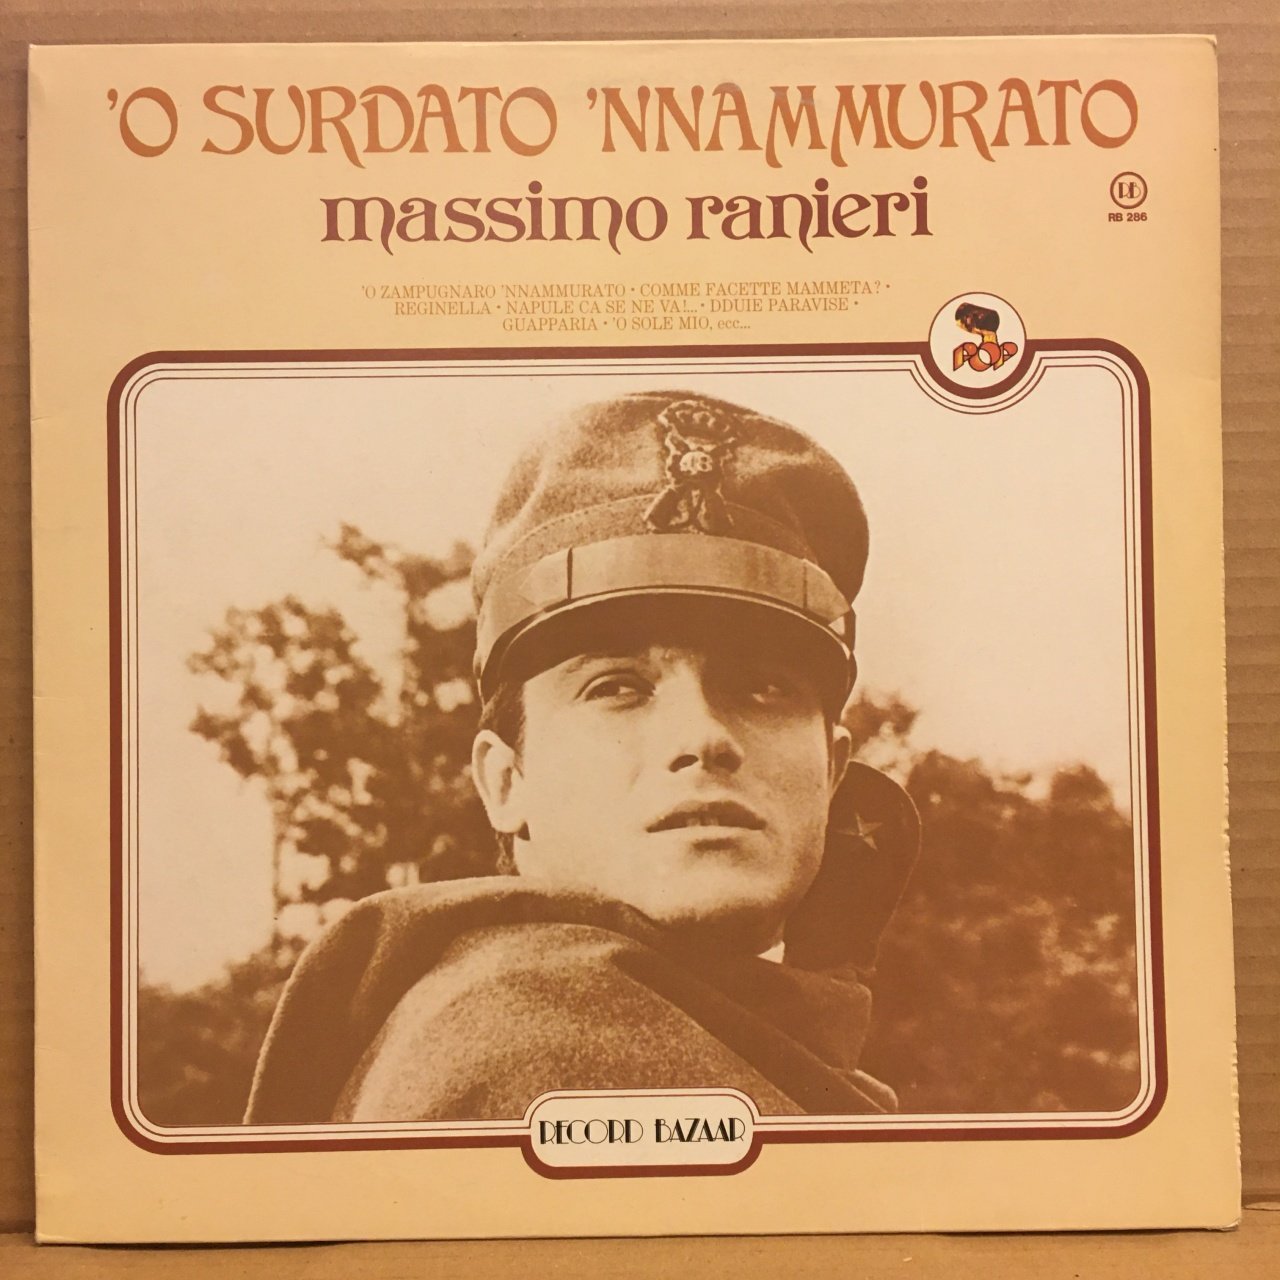 'O SURDATO 'NNAMMURATO
massimo ranieri
RB
RB 286
'O ZAMPUGNARO 'NNAMMURATO • COMME FACETTE MAMMETA? •
REGINELLA • NAPULE CA SE NE VA!... • DDUIE PARAVISE •
GUAPPARIA • 'O SOLE MIO, ecc...
POP
48
RECORD BAZAAR